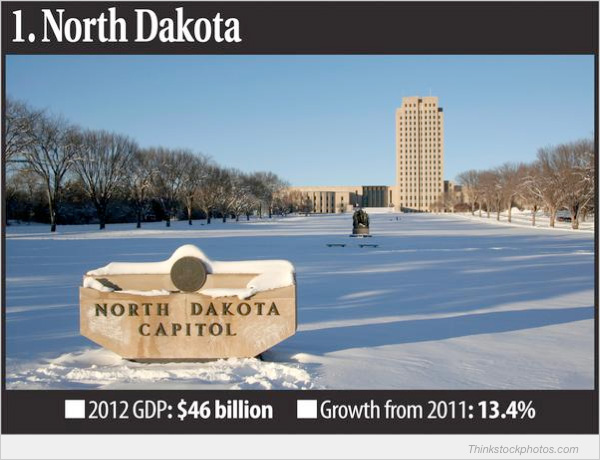 1. North Dakota
NORTH DAKOTA
CAPITOL
2012 GDP: $46 billion Growth from 2011: 13.4%
Thinkstockphotos.com